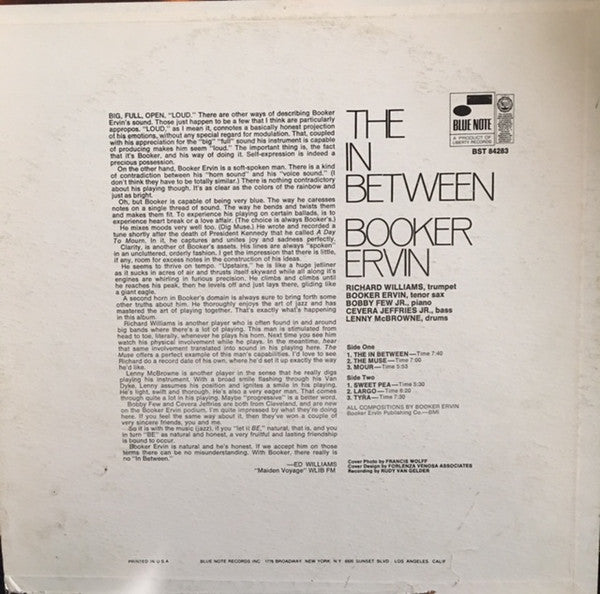 BIG, FULL, OPEN, "LOUD." There are other ways of describing Booker
Ervin's sound. Those just happen to be a few that I think are particularly
appropos. "LOUD," as I mean it, connotes a basically honest projection
of his emotions, without any special regard for modulation. That, coupled
with his appreciation for the "big" "full" sound his instrument is capable
of producing makes him seem "loud." The important thing is, the fact
that it's Booker, and his way of doing it. Self-expression is indeed a
precious possession.
On the other hand, Booker Ervin is a soft-spoken man. There is a kind
of contradiction between his "horn sound" and his "voice sound." (I
don't think they have to be totally similar.) There is nothing contradictory
about his playing though. It's as clear as the colors of the rainbow and
just as bright.
Oh, but Booker is capable of being very blue. The way he caresses
notes on a single thread of sound. The way he bends and twists them
and makes them fit. To experience his playing on certain ballads, is to
experience heart break or a love affair. (The choice is always Booker's.)
He mixes moods very well too. (Dig Muse.) He wrote and recorded a
tune shortly after the death of President Kennedy that he called A Day
To Mourn. In it, he captures and unites joy and sadness perfectly.
Clarity, is another of Booker's assets. His lines are always "spoken"
in an uncluttered, orderly fashion. I get the impression that there is little,
if any, room for excess notes in the construction of his ideas.
He seems to thrive on tempo. "Upstairs," he is like a huge jetliner
as it sucks in acres of air and thrusts itself skyward while all along it's
engines are whirling in furious precision. He climbs and climbs until
he reaches his peak, then he levels off and just lays there, gliding like
a giant eagle.
A second horn in Booker's domain is always sure to bring forth some
other truths about him. He thoroughly enjoys the art of jazz and has
mastered the art of playing together. That's exactly what's happening
in this album.
Richard Williams is another player who is often found in and around
big bands where there's a lot of playing. This man is stimulated from
head to toe, literally, whenever he plays his horn. Next time you see him
watch his physical involvement while he plays. In the meantime, hear
that same involvement translated into sound in his playing here. The
Muse offers a perfect example of this man's capabilities. I'd love to see
Richard do a record date of his own, where he'd set it up exactly the way
he'd like.
Lenny McBrowne is another player in the sense that he really digs
playing his instrument. With a broad smile flashing through his Van
Dyke, Lenny assumes his position and ignites a smile in his playing.
He's light, swift and thorough. He's also a very eager man. That comes
through quite a lot in his playing. Maybe "progressive" is a better word.
Bobby Few and Cevera Jeffries are both from Cleveland, and are new
on the Booker Ervin podium. I'm quite impressed by what they're doing
here. If you feel the same way about it, then they've won a couple of
very sincere friends, you and me.
So it is with the music (jazz), if you "let it BE," natural, that is, and you
in turn "BE" as natural and honest, a very fruitful and lasting friendship
is bound to occur.
Booker Ervin is natural and he's honest. If we accept him on those
terms there can be no misunderstanding. With Booker, there really is
no "In Between."
—ED WILLIAMS
"Maiden Voyage" WLIB FM
THE
IN
BETWEEN
BOOKER
ERVIN
BLUE NOTE
A PRODUCT OF
LIBERTY RECORDS
BST 84283
RICHARD WILLIAMS, trumpet
BOOKER ERVIN, tenor sax
BOBBY FEW JR., piano
CEVERA JEFFRIES JR., bass
LENNY McBROWNE, drums
Side One
1. THE IN BETWEEN—Time 7:40
2. THE MUSE—Time 7:00
3. MOUR—Time 5:53
Side Two
1. SWEET PEA—Time 5:30
2. LARGO—Time 6:30
3. TYRA—Time 7:30
ALL COMPOSITIONS BY BOOKER ERVIN
Booker Ervin Publishing Co.—BMI
Cover Photo by FRANCIS WOLFF
Cover Design by FORLENZA VENOSA ASSOCIATES
Recording by RUDY VAN GELDER
PRINTED IN U.S.A.
BLUE NOTE RECORDS INC. 1776 BROADWAY, NEW YORK, N.Y. 6920 SUNSET BLVD., LOS ANGELES, CALIF.